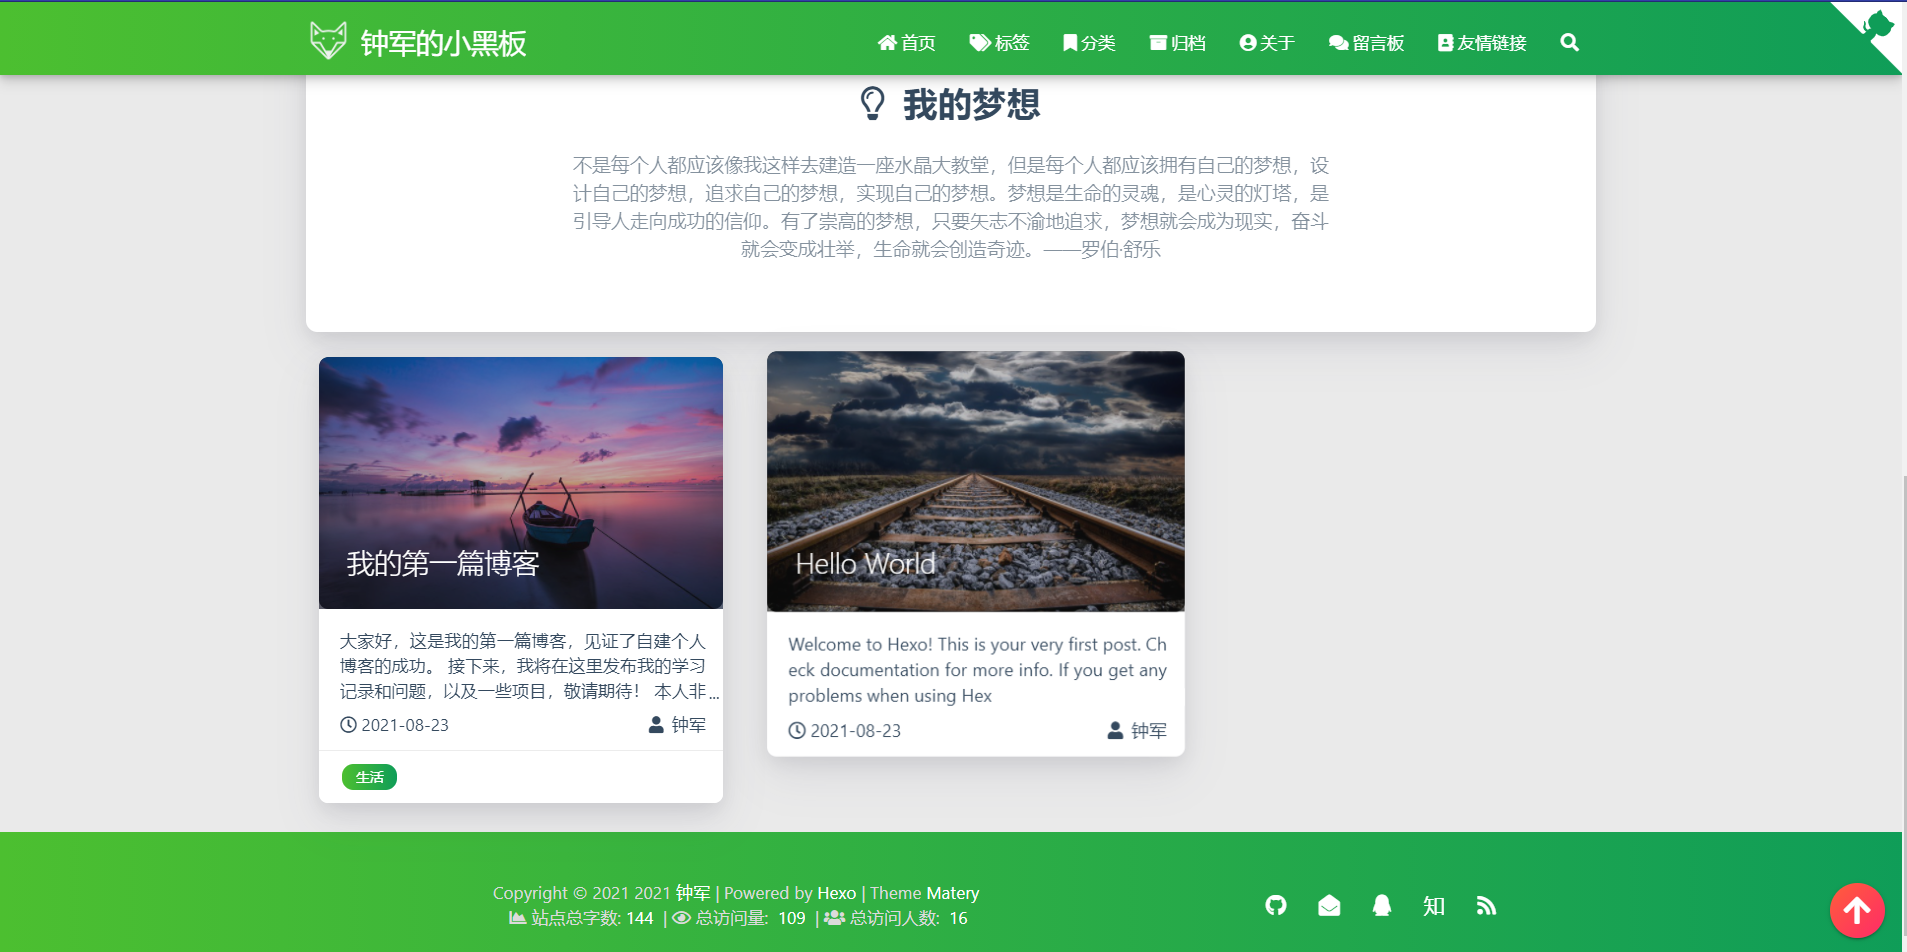 钟军的小黑板
首页 标签 分类 归档 关于 留言板 友情链接
我的梦想
不是每个人都应该像我这样去建造一座水晶大教堂，但是每个人都应该拥有自己的梦想，设
计自己的梦想，追求自己的梦想，实现自己的梦想。梦想是生命的灵魂，是心灵的灯塔，是
引导人走向成功的信仰。有了崇高的梦想，只要矢志不渝地追求，梦想就会成为现实，奋斗
就会变成壮举，生命就会创造奇迹。——罗伯·舒乐
我的第一篇博客
大家好，这是我的第一篇博客，见证了自建个人
博客的成功。 接下来，我将在这里发布我的学习
记录和问题，以及一些项目，敬请期待！ 本人非...
2021-08-23 钟军
生活
Hello World
Welcome to Hexo! This is your very first post. Ch
eck documentation for more info. If you get any
problems when using Hex
2021-08-23 钟军
Copyright © 2021 2021 钟军 | Powered by Hexo | Theme Matery
站点总字数: 144 | 总访问量: 109 | 总访问人数: 16
知